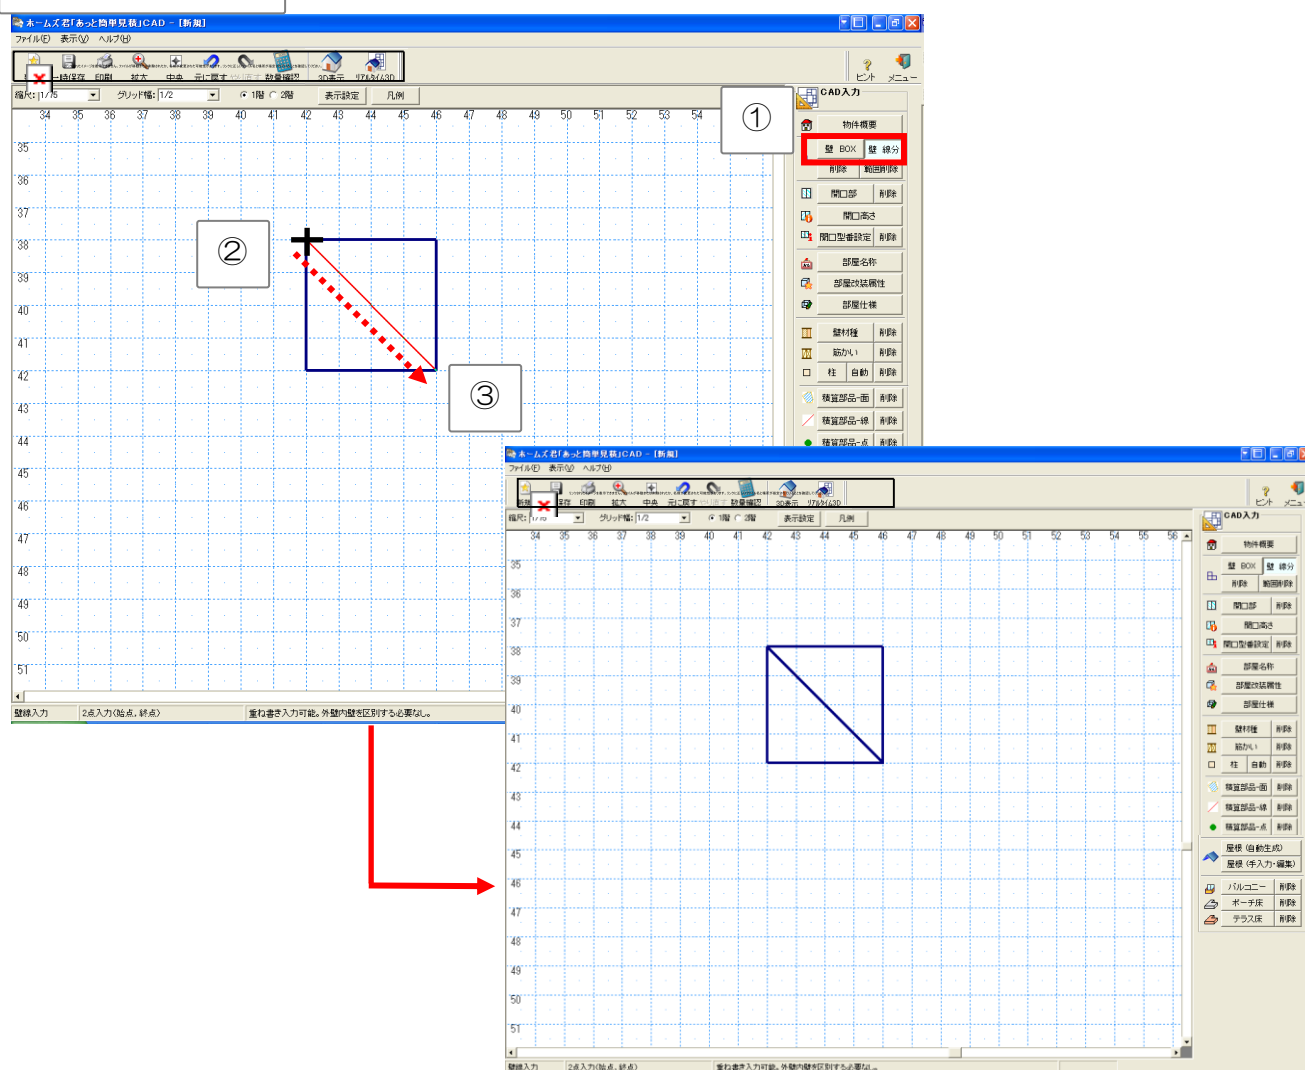 ホームズ君「あっと簡単見積」CAD - [新規]
ファイル(F) 表示(V) ヘルプ(H)
一時保存 印刷 拡大 中央 元に戻す やり直す 数量確認 3D表示 リアルタイム3D ヒント メニュー
縮尺: 1/75 グリッド幅: 1/2 1階 2階 表示設定 凡例
34 35 36 37 38 39 40 41 42 43 44 45 46 47 48 49 50 51 52 53 54
35
36
37
38
39
40
41
42
43
44
45
46
47
48
49
50
51
①
②
③
CAD入力
物件概要
壁 BOX 壁 線分
削除 範囲削除
開口部 削除
開口高さ
開口型番設定 削除
部屋名称
部屋改装属性
部屋仕様
壁材種 削除
筋かい 削除
柱 自動 削除
積算部品-面 削除
積算部品-線 削除
積算部品-点 削除
壁線入力 2点入力(始点、終点) 重ね書き入力可能。外壁内壁を区別する必要なし。
ホームズ君「あっと簡単見積」CAD - [新規]
ファイル(F) 表示(V) ヘルプ(H)
新規 保存 印刷 拡大 中央 元に戻す やり直す 数量確認 3D表示 リアルタイム3D ヒント メニュー
縮尺: 1/75 グリッド幅: 1/2 1階 2階 表示設定 凡例
34 35 36 37 38 39 40 41 42 43 44 45 46 47 48 49 50 51 52 53 54 55 56
35
36
37
38
39
40
41
42
43
44
45
46
47
48
49
50
51
CAD入力
物件概要
壁 BOX 壁 線分
削除 範囲削除
開口部 削除
開口高さ
開口型番設定 削除
部屋名称
部屋改装属性
部屋仕様
壁材種 削除
筋かい 削除
柱 自動 削除
積算部品-面 削除
積算部品-線 削除
積算部品-点 削除
屋根 (自動生成)
屋根 (手入力・編集)
バルコニー 削除
ポーチ床 削除
テラス床 削除
壁線入力 2点入力(始点、終点) 重ね書き入力可能。外壁内壁を区別する必要なし。